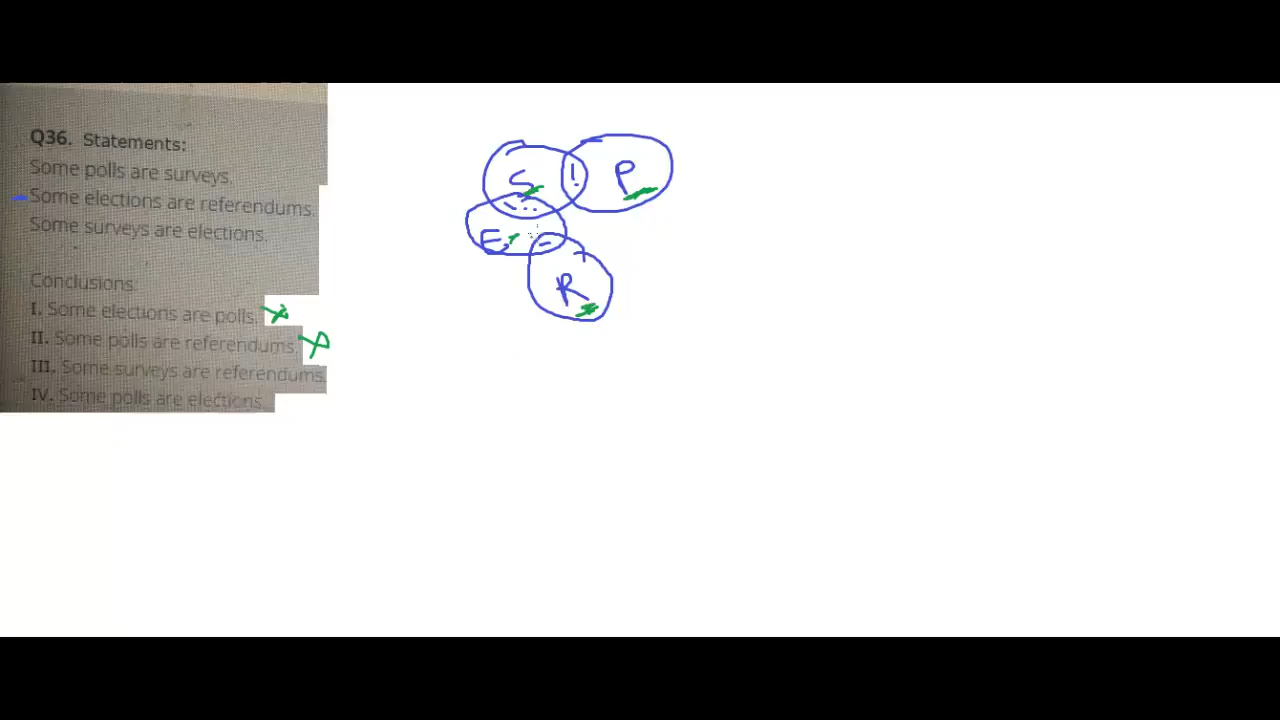 Q36. Statements:
Some polls are surveys.
Some elections are referendums.
Some surveys are elections.
Conclusions:
I. Some elections are polls.
II. Some polls are referendums.
III. Some surveys are referendums.
IV. Some polls are elections.
S P
E
R